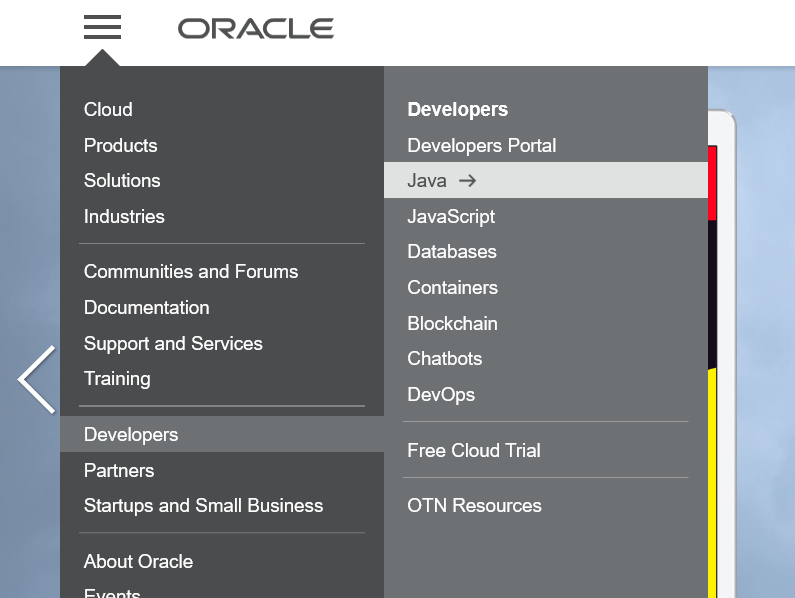 ORACLE
Cloud
Products
Solutions
Industries
Communities and Forums
Documentation
Support and Services
Training
Developers
Partners
Startups and Small Business
About Oracle
Events
Developers
Developers Portal
Java →
JavaScript
Databases
Containers
Blockchain
Chatbots
DevOps
Free Cloud Trial
OTN Resources